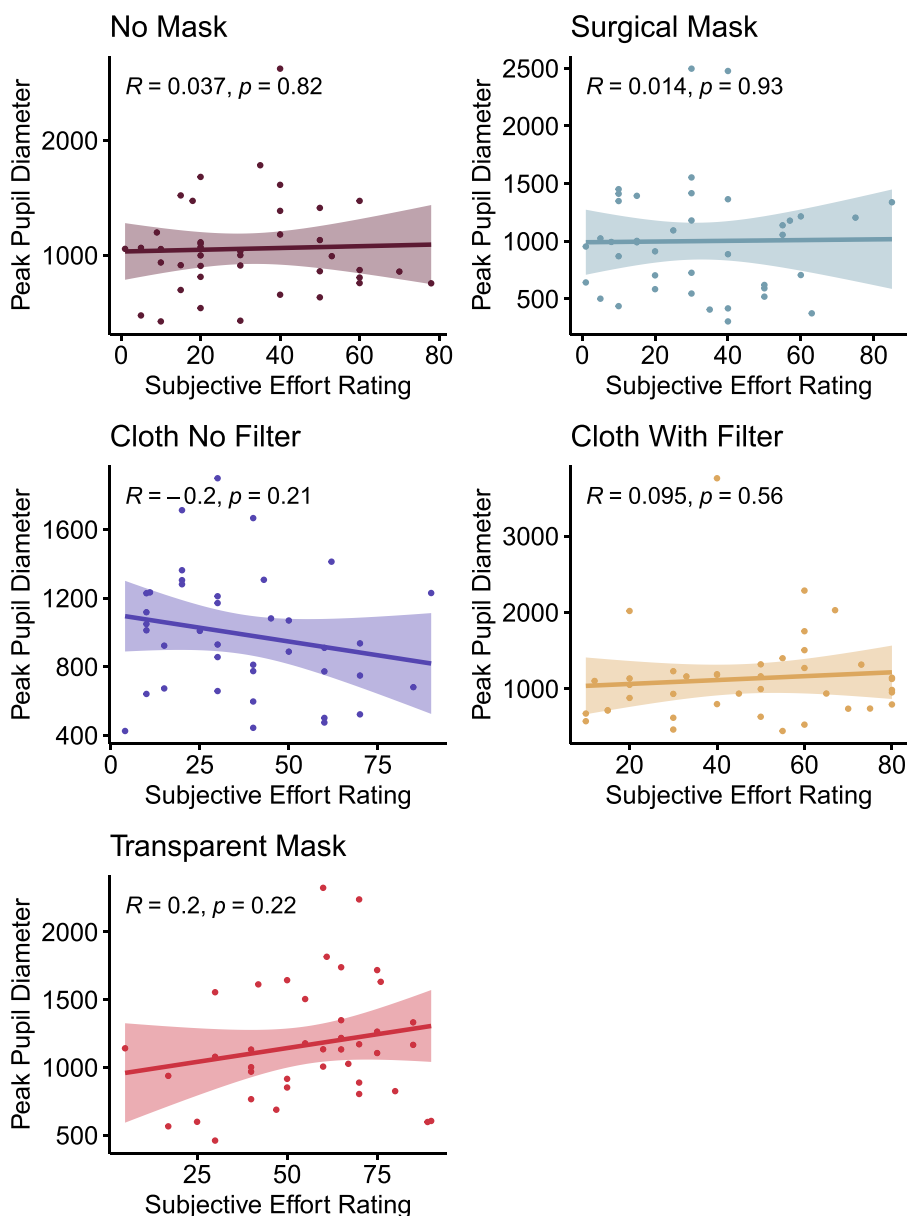 No Mask
R = 0.037, p = 0.82
Peak Pupil Diameter
2000
1000
0 20 40 60 80
Subjective Effort Rating
Surgical Mask
R = 0.014, p = 0.93
Peak Pupil Diameter
2500
2000
1500
1000
500
0 20 40 60 80
Subjective Effort Rating
Cloth No Filter
R = −0.2, p = 0.21
Peak Pupil Diameter
1600
1200
800
400
0 25 50 75
Subjective Effort Rating
Cloth With Filter
R = 0.095, p = 0.56
Peak Pupil Diameter
3000
2000
1000
20 40 60 80
Subjective Effort Rating
Transparent Mask
R = 0.2, p = 0.22
Peak Pupil Diameter
2000
1500
1000
500
25 50 75
Subjective Effort Rating